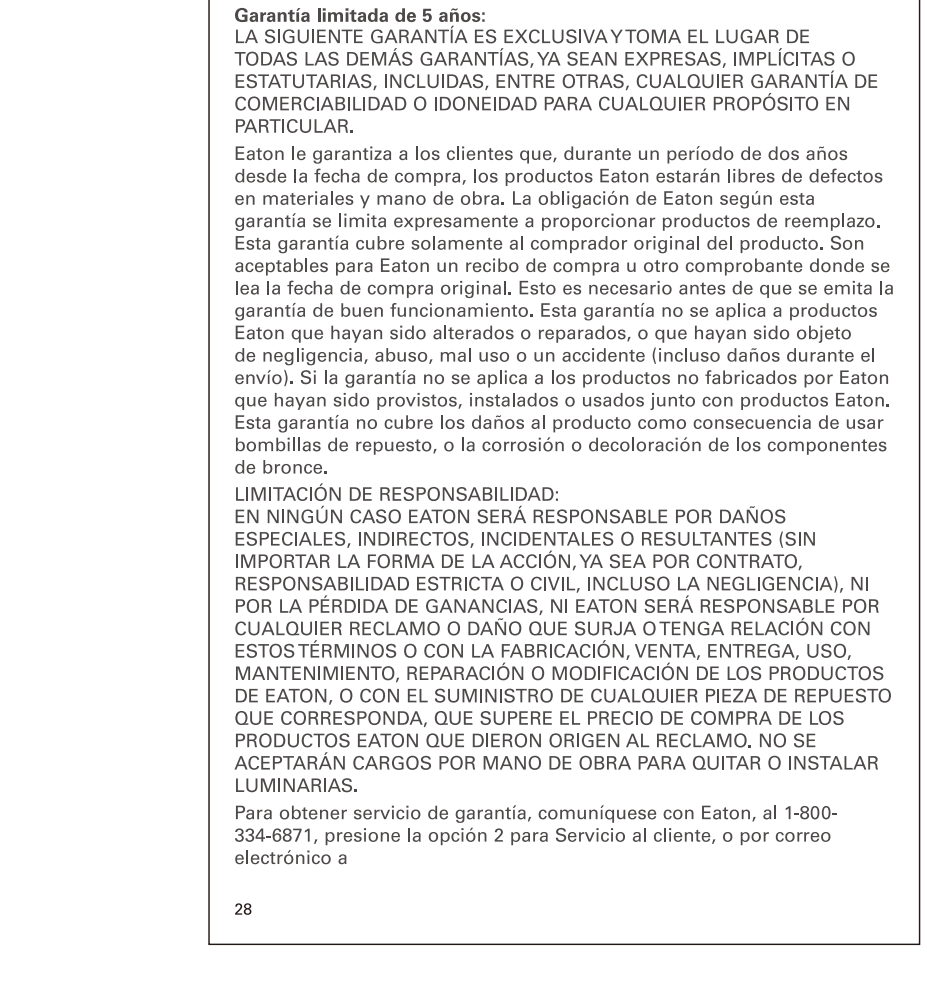 Garantía limitada de 5 años:
LA SIGUIENTE GARANTÍA ES EXCLUSIVA Y TOMA EL LUGAR DE
TODAS LAS DEMÁS GARANTÍAS, YA SEAN EXPRESAS, IMPLÍCITAS O
ESTATUTARIAS, INCLUIDAS, ENTRE OTRAS, CUALQUIER GARANTÍA DE
COMERCIABILIDAD O IDONEIDAD PARA CUALQUIER PROPÓSITO EN
PARTICULAR.
Eaton le garantiza a los clientes que, durante un período de dos años
desde la fecha de compra, los productos Eaton estarán libres de defectos
en materiales y mano de obra. La obligación de Eaton según esta
garantía se limita expresamente a proporcionar productos de reemplazo.
Esta garantía cubre solamente al comprador original del producto. Son
aceptables para Eaton un recibo de compra u otro comprobante donde se
lea la fecha de compra original. Esto es necesario antes de que se emita la
garantía de buen funcionamiento. Esta garantía no se aplica a productos
Eaton que hayan sido alterados o reparados, o que hayan sido objeto
de negligencia, abuso, mal uso o un accidente (incluso daños durante el
envío). Si la garantía no se aplica a los productos no fabricados por Eaton
que hayan sido provistos, instalados o usados junto con productos Eaton.
Esta garantía no cubre los daños al producto como consecuencia de usar
bombillas de repuesto, o la corrosión o decoloración de los componentes
de bronce.
LIMITACIÓN DE RESPONSABILIDAD:
EN NINGÚN CASO EATON SERÁ RESPONSABLE POR DAÑOS
ESPECIALES, INDIRECTOS, INCIDENTALES O RESULTANTES (SIN
IMPORTAR LA FORMA DE LA ACCIÓN, YA SEA POR CONTRATO,
RESPONSABILIDAD ESTRICTA O CIVIL, INCLUSO LA NEGLIGENCIA), NI
POR LA PÉRDIDA DE GANANCIAS, NI EATON SERÁ RESPONSABLE POR
CUALQUIER RECLAMO O DAÑO QUE SURJA O TENGA RELACIÓN CON
ESTOS TÉRMINOS O CON LA FABRICACIÓN, VENTA, ENTREGA, USO,
MANTENIMIENTO, REPARACIÓN O MODIFICACIÓN DE LOS PRODUCTOS
DE EATON, O CON EL SUMINISTRO DE CUALQUIER PIEZA DE REPUESTO
QUE CORRESPONDA, QUE SUPERE EL PRECIO DE COMPRA DE LOS
PRODUCTOS EATON QUE DIERON ORIGEN AL RECLAMO. NO SE
ACEPTARÁN CARGOS POR MANO DE OBRA PARA QUITAR O INSTALAR
LUMINARIAS.
Para obtener servicio de garantía, comuníquese con Eaton, al 1-800-
334-6871, presione la opción 2 para Servicio al cliente, o por correo
electrónico a
28